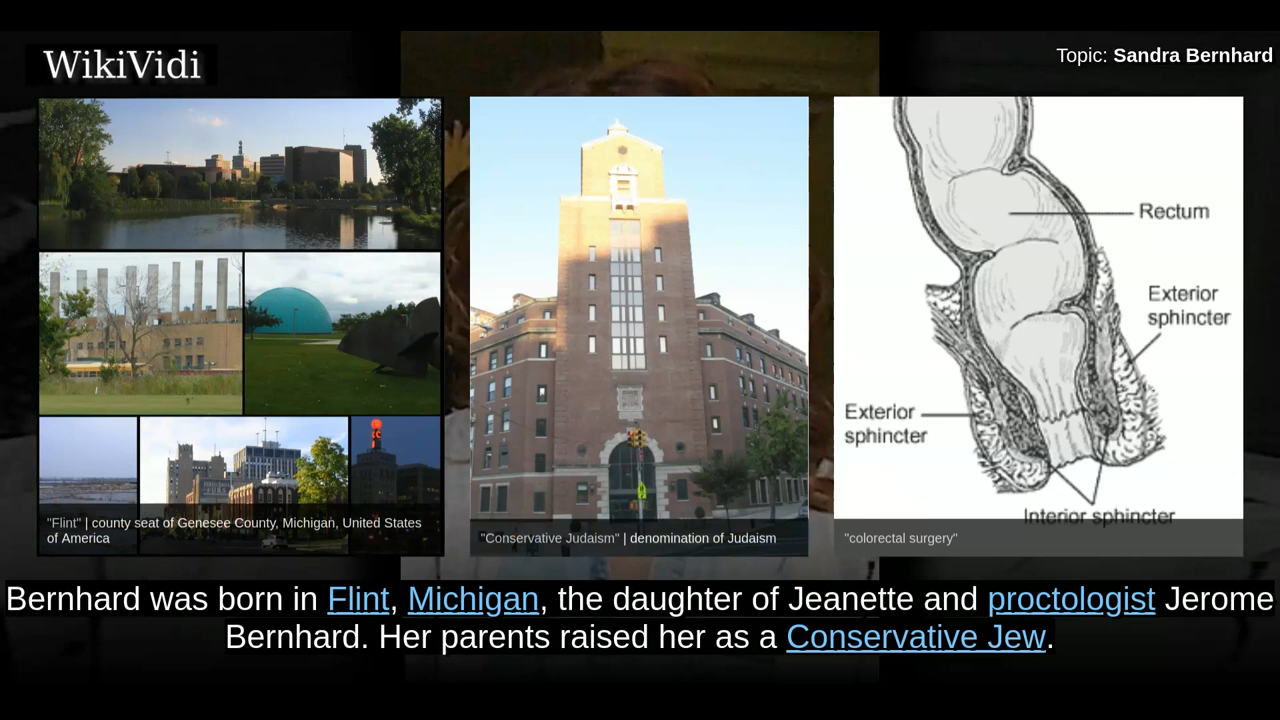 WikiVidi
Topic: Sandra Bernhard
Rectum
Exterior
sphincter
Exterior
sphincter
Interior sphincter
"Flint" | county seat of Genesee County, Michigan, United States
of America
"Conservative Judaism" | denomination of Judaism
"colorectal surgery"
Bernhard was born in Flint, Michigan, the daughter of Jeanette and proctologist Jerome
Bernhard. Her parents raised her as a Conservative Jew.